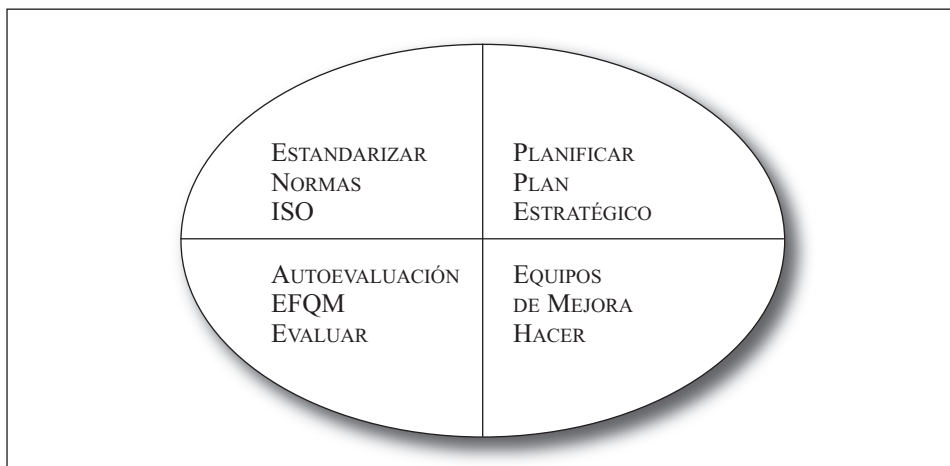 ESTANDARIZAR
NORMAS
ISO
PLANIFICAR
PLAN
ESTRATÉGICO
AUTOEVALUACIÓN
EFQM
EVALUAR
EQUIPOS
DE MEJORA
HACER